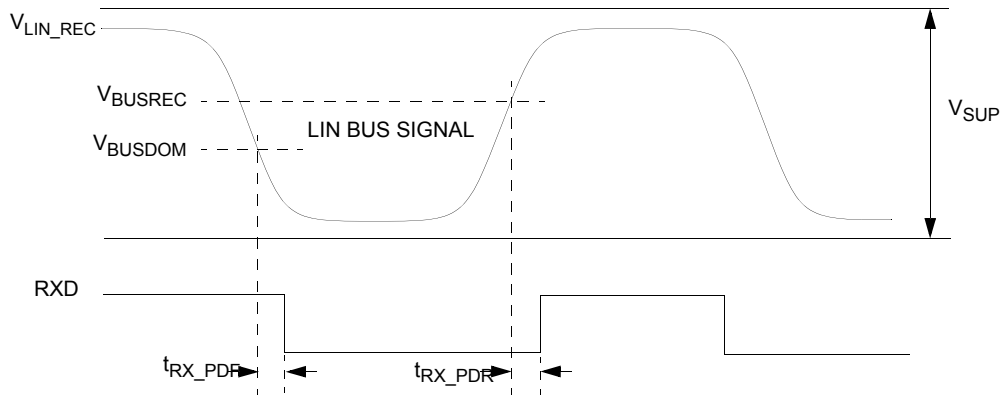 V_LIN_REC
V_BUSREC
V_SUP
LIN BUS SIGNAL
V_BUSDOM
RXD
t_RX_PDF
t_RX_PDR